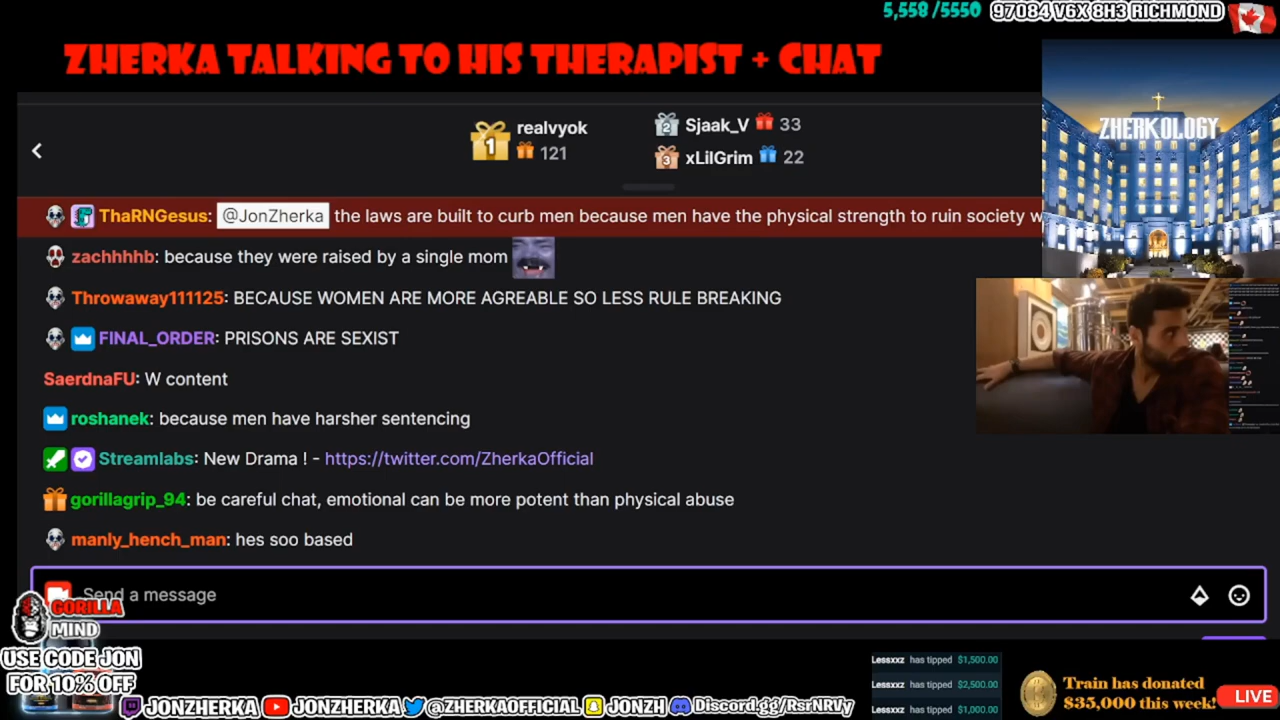 5,558 /5550
97084 V6X 8H3 RICHMOND
ZHERKA TALKING TO HIS THERAPIST + CHAT
ZHERKOLOGY
1 realvyok
121
2 Sjaak_V 33
3 xLilGrim 22
ThaRNGesus: @JonZherka the laws are built to curb men because men have the physical strength to ruin society w
zachhhhb: because they were raised by a single mom
Throwaway111125: BECAUSE WOMEN ARE MORE AGREABLE SO LESS RULE BREAKING
FINAL_ORDER: PRISONS ARE SEXIST
SaerdnaFU: W content
roshanek: because men have harsher sentencing
Streamlabs: New Drama ! - https://twitter.com/ZherkaOfficial
gorillagrip_94: be careful chat, emotional can be more potent than physical abuse
manly_hench_man: hes soo based
Send a message
GORILLA
MIND
USE CODE JON
FOR 10% OFF
JONZHERKA JONZHERKA @ZHERKAOFFICIAL JONZH Discord.gg/RsrNRVy
Lessxxz has tipped $1,500.00
Lessxxz has tipped $2,500.00
Lessxxz has tipped $1,000.00
Train has donated
$35,000 this week!
LIVE